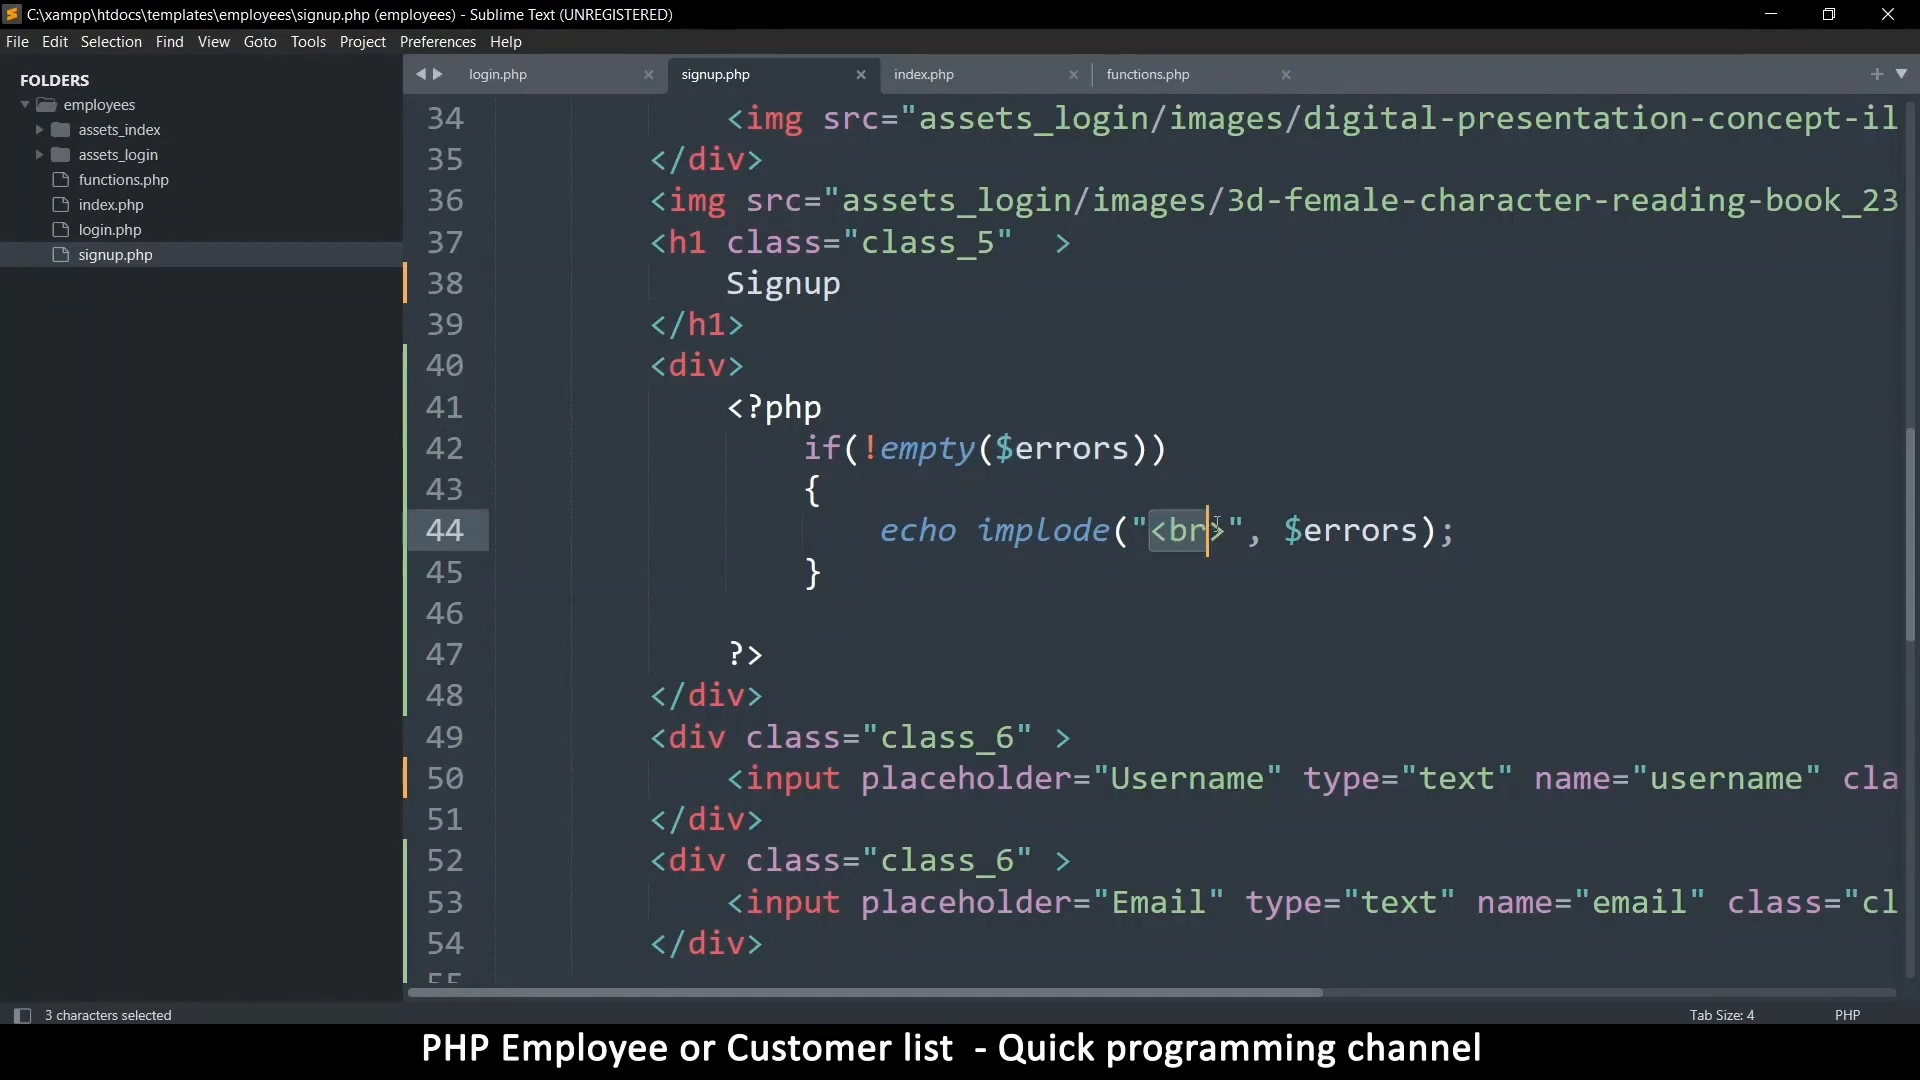 C:\xampp\htdocs\templates\employees\signup.php (employees) - Sublime Text (UNREGISTERED)
File Edit Selection Find View Goto Tools Project Preferences Help
FOLDERS
employees
assets_index
assets_login
functions.php
index.php
login.php
signup.php
login.php signup.php index.php functions.php
34 <img src="assets_login/images/digital-presentation-concept-il
35 </div>
36 <img src="assets_login/images/3d-female-character-reading-book_23
37 <h1 class="class_5"  >
38 Signup
39 </h1>
40 <div>
41 <?php
42 if(!empty($errors))
43 {
44 echo implode("<br>", $errors);
45 }
46
47 ?>
48 </div>
49 <div class="class_6" >
50 <input placeholder="Username" type="text" name="username" cla
51 </div>
52 <div class="class_6" >
53 <input placeholder="Email" type="text" name="email" class="cl
54 </div>
55
3 characters selected
Tab Size: 4 PHP
PHP Employee or Customer list - Quick programming channel